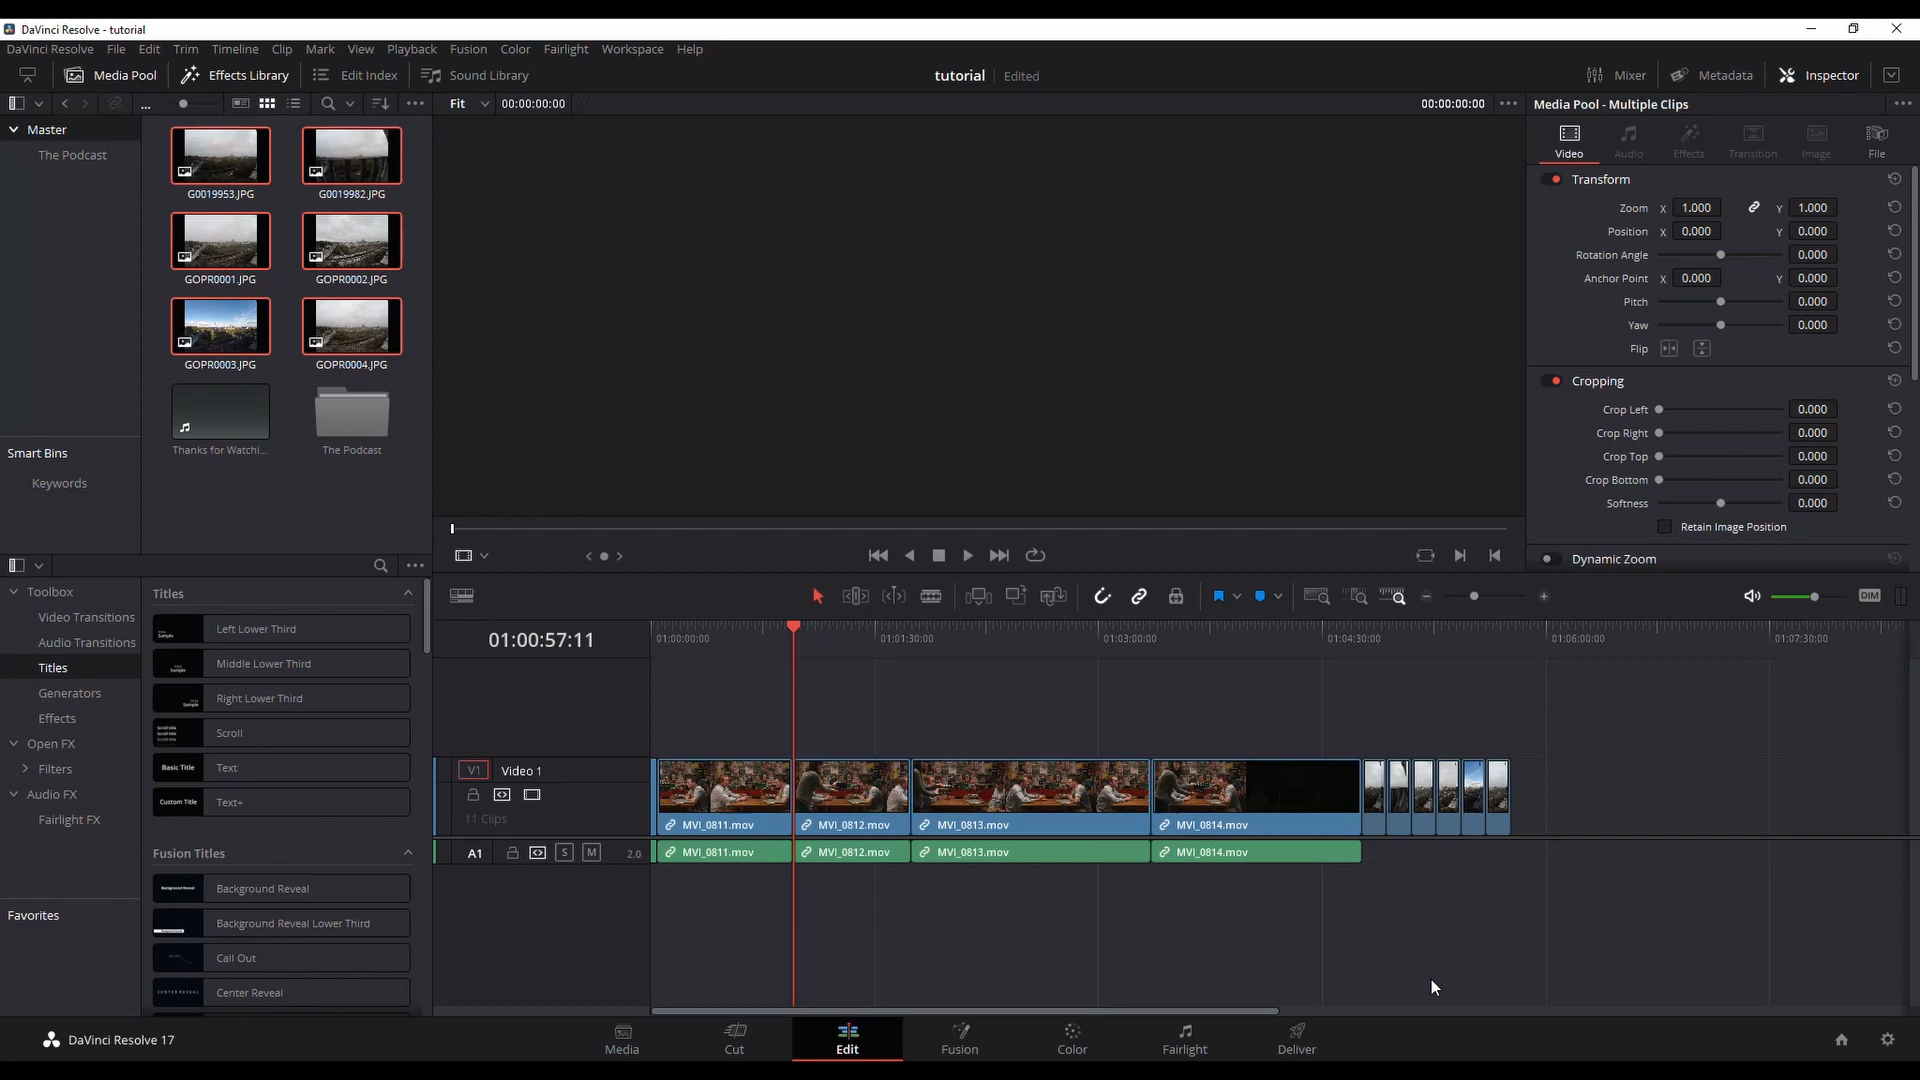 DaVinci Resolve - tutorial
DaVinci Resolve File Edit Trim Timeline Clip Mark View Playback Fusion Color Fairlight Workspace Help
Media Pool Effects Library Edit Index Sound Library tutorial Edited Mixer Metadata Inspector
... Fit 00:00:00:00 00:00:00:00 Media Pool - Multiple Clips
Master
The Podcast
G0019953.JPG G0019982.JPG
GOPR0001.JPG GOPR0002.JPG
GOPR0003.JPG GOPR0004.JPG
Thanks for Watchi... The Podcast
Smart Bins
Keywords
Video Audio Effects Transition Image File
Transform
Zoom X 1.000 Y 1.000
Position X 0.000 Y 0.000
Rotation Angle 0.000
Anchor Point X 0.000 Y 0.000
Pitch 0.000
Yaw 0.000
Flip
Cropping
Crop Left 0.000
Crop Right 0.000
Crop Top 0.000
Crop Bottom 0.000
Softness 0.000
Retain Image Position
Dynamic Zoom
Toolbox
Video Transitions
Audio Transitions
Titles
Generators
Effects
Open FX
Filters
Audio FX
Fairlight FX
Favorites
Titles
Left Lower Third
Middle Lower Third
Right Lower Third
Scroll
Basic Title Text
Custom Title Text+
Fusion Titles
Background Reveal
Background Reveal Lower Third
Call Out
CENTER REVEAL Center Reveal
DIM
01:00:57:11 01:00:00:00 01:01:30:00 01:03:00:00 01:04:30:00 01:06:00:00 01:07:30:00
V1 Video 1
11 Clips
MVI_0811.mov MVI_0812.mov MVI_0813.mov MVI_0814.mov
A1 S M 2.0 MVI_0811.mov MVI_0812.mov MVI_0813.mov MVI_0814.mov
DaVinci Resolve 17 Media Cut Edit Fusion Color Fairlight Deliver